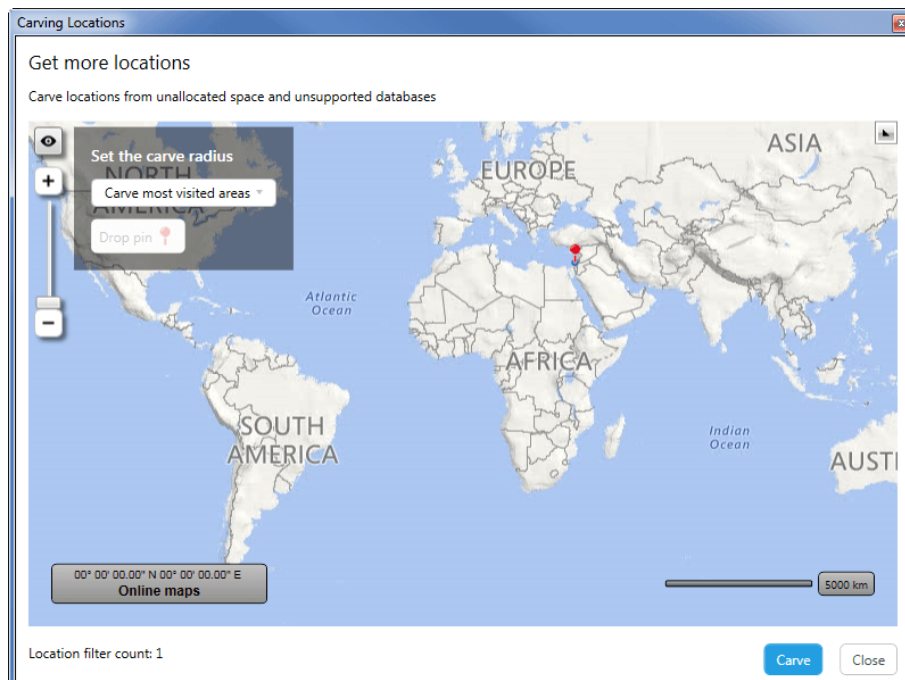 Carving Locations
Get more locations
Carve locations from unallocated space and unsupported databases
Set the carve radius
NORTH
AMERICA
Carve most visited areas
Drop pin
EUROPE
ASIA
Atlantic
Ocean
AFRICA
SOUTH
AMERICA
Indian
Ocean
AUST
00° 00' 00.00" N 00° 00' 00.00" E
Online maps
5000 km
Location filter count: 1
Carve
Close